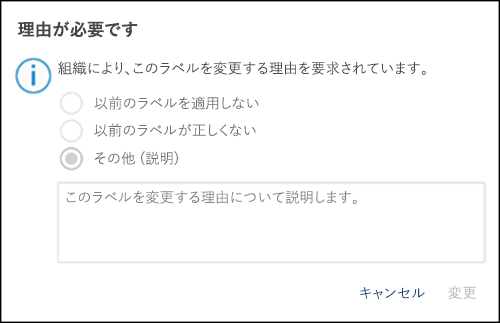 理由が必要です
組織により、このラベルを変更する理由を要求されています。
以前のラベルを適用しない
以前のラベルが正しくない
その他 (説明)
このラベルを変更する理由について説明します。
キャンセル 変更